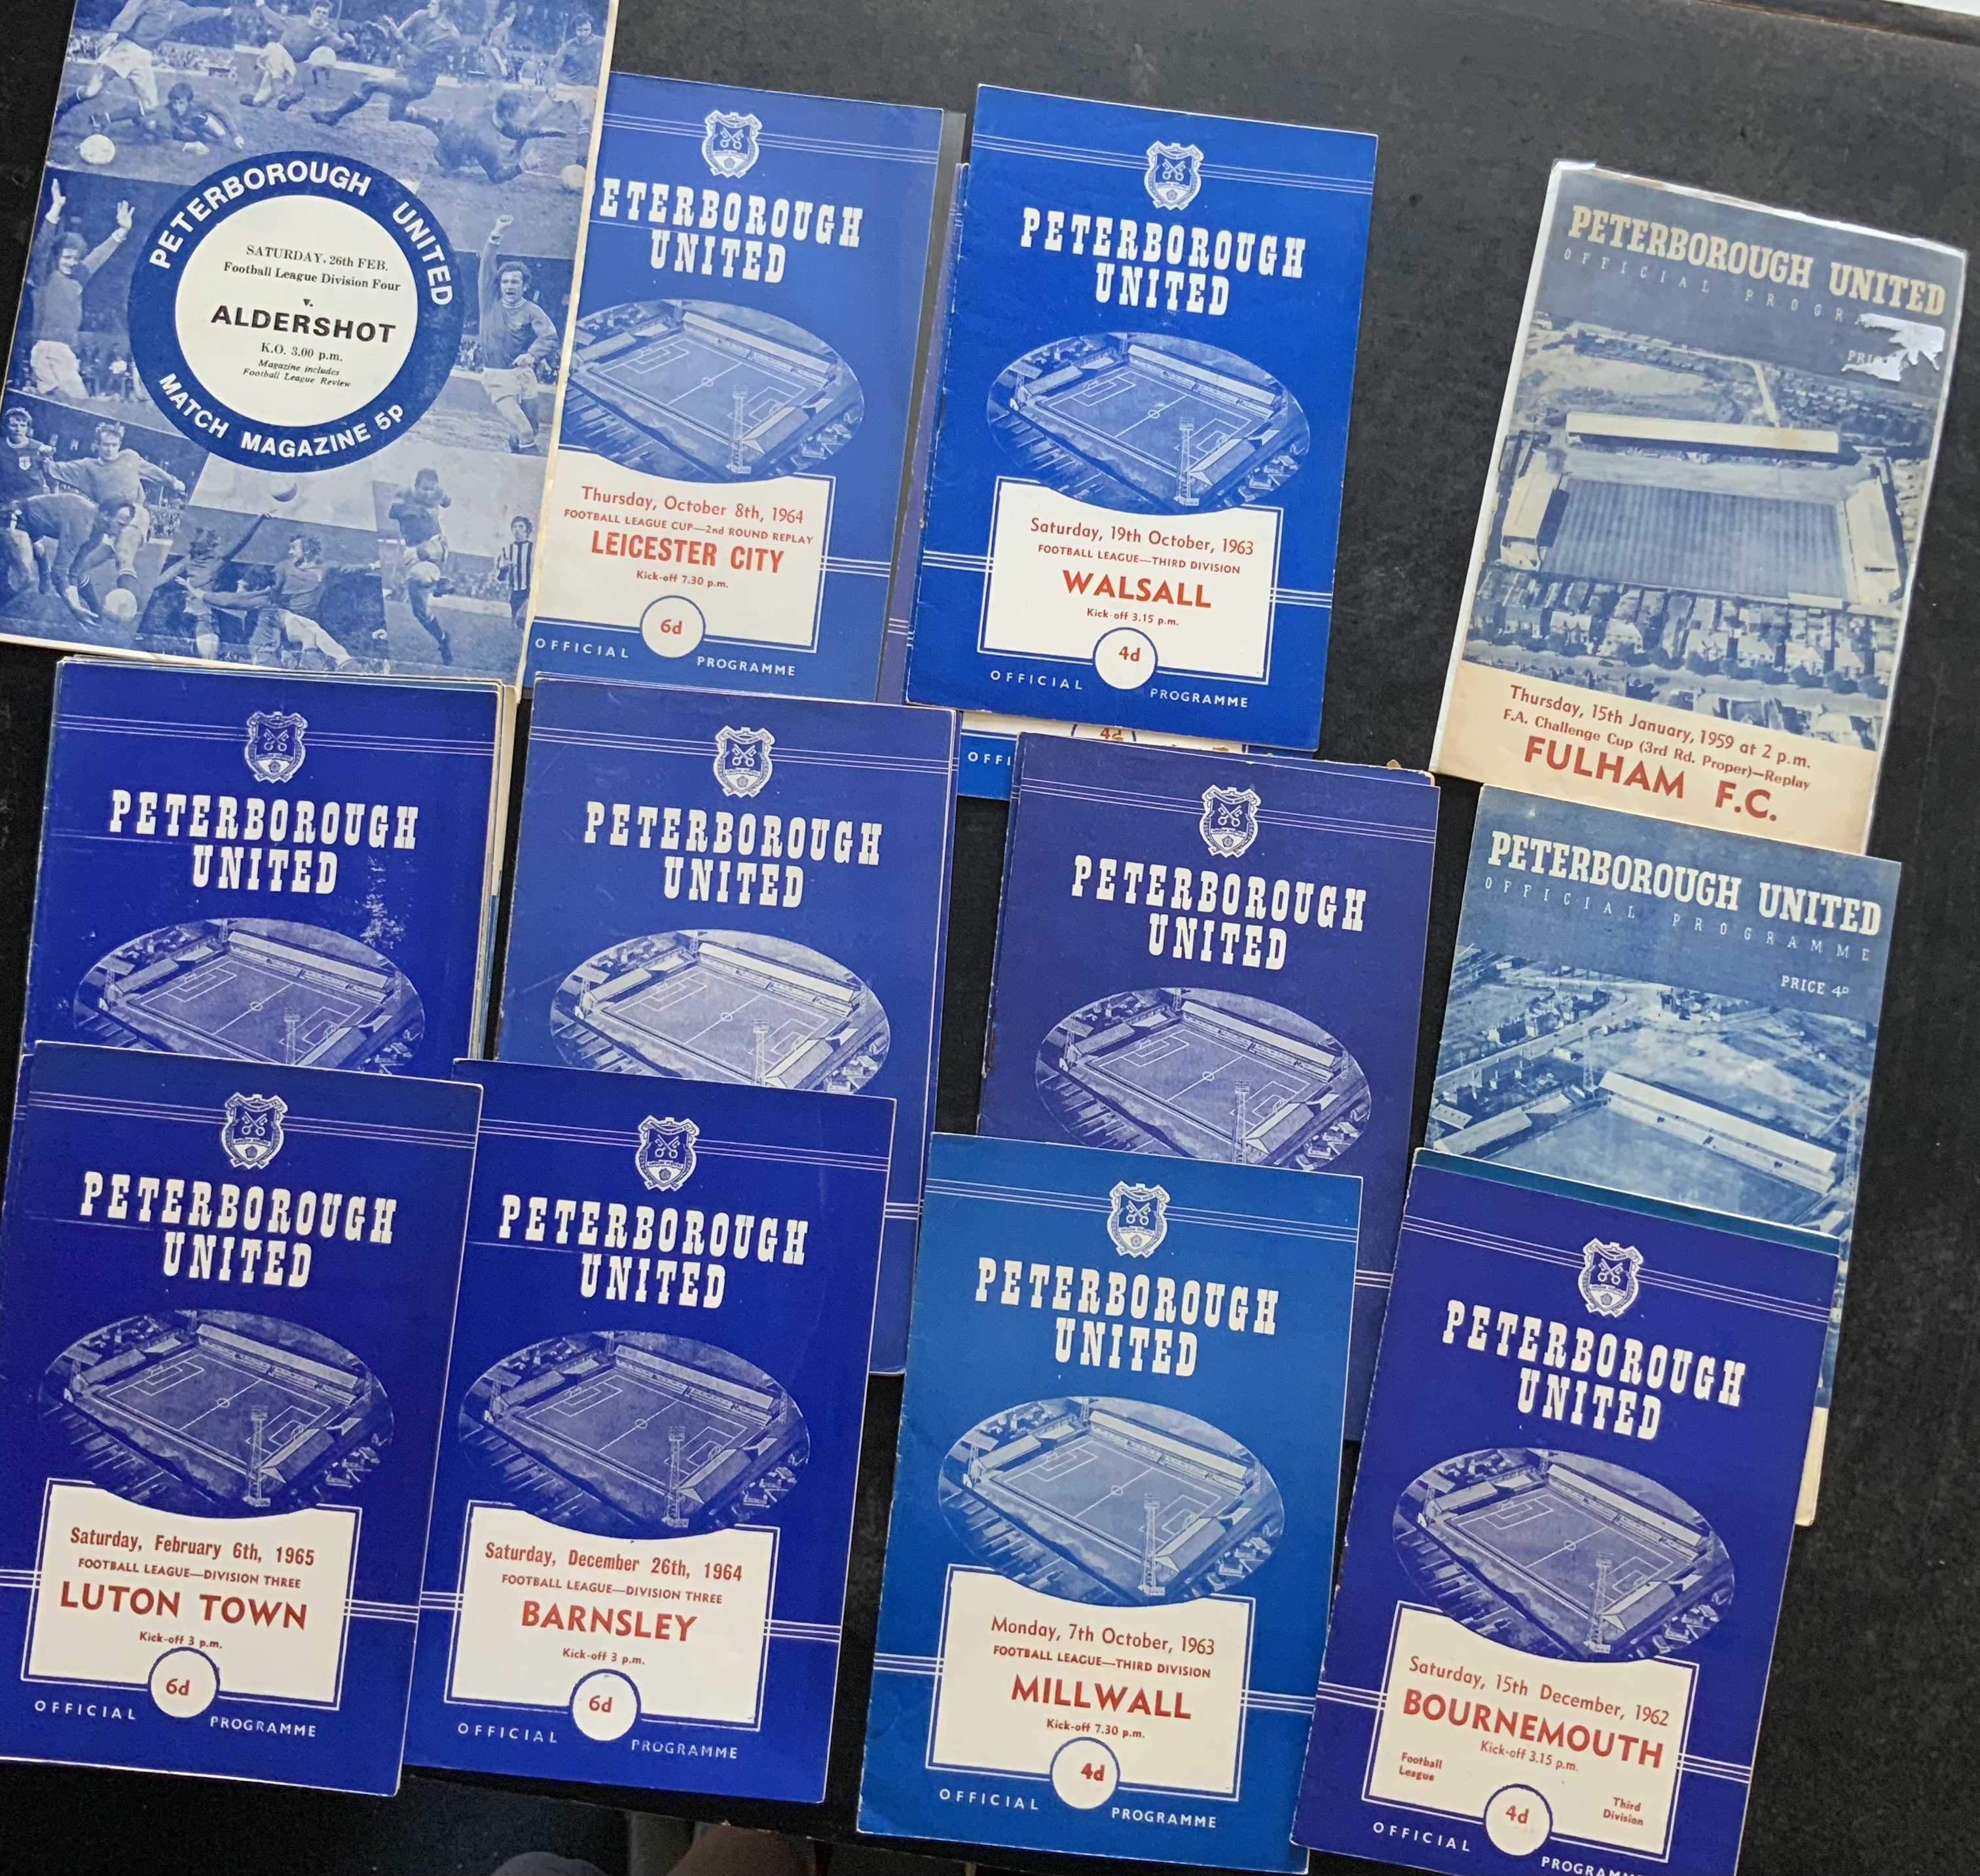 PETERBOROUGH UNITED
SATURDAY, 26th FEB.
Football League Division Four
v.
ALDERSHOT
K.O. 3.00 p.m.
Magazine includes
Football League Review
MATCH MAGAZINE 5p
ETERBOROUGH
UNITED
Thursday, October 8th, 1964
FOOTBALL LEAGUE CUP—2nd ROUND REPLAY
LEICESTER CITY
Kick-off 7.30 p.m.
6d
OFFICIAL PROGRAMME
PETERBOROUGH
UNITED
Saturday, 19th October, 1963
FOOTBALL LEAGUE—THIRD DIVISION
WALSALL
Kick-off 3.15 p.m.
4d
OFFICIAL PROGRAMME
4d
OFFI
PETERBOROUGH UNITED
OFFICIAL PROGR
PRI
Thursday, 15th January, 1959 at 2 p.m.
F.A. Challenge Cup (3rd Rd. Proper)—Replay
FULHAM F.C.
PETERBOROUGH
UNITED
PETERBOROUGH
UNITED
PETERBOROUGH
UNITED
PETERBOROUGH UNITED
OFFICIAL PROGRAMME
PRICE 4D
PETERBOROUGH
UNITED
Saturday, February 6th, 1965
FOOTBALL LEAGUE—DIVISION THREE
LUTON TOWN
Kick-off 3 p.m.
6d
OFFICIAL PROGRAMME
PETERBOROUGH
UNITED
Saturday, December 26th, 1964
FOOTBALL LEAGUE—DIVISION THREE
BARNSLEY
Kick-off 3 p.m.
6d
OFFICIAL PROGRAMME
PETERBOROUGH
UNITED
Monday, 7th October, 1963
FOOTBALL LEAGUE—THIRD DIVISION
MILLWALL
Kick-off 7.30 p.m.
4d
OFFICIAL PROGRAMME
PETERBOROUGH
UNITED
Saturday, 15th December, 1962
BOURNEMOUTH
Kick-off 3.15 p.m.
Football
League
Third
Division
4d
OFFICIAL PROGRAMM